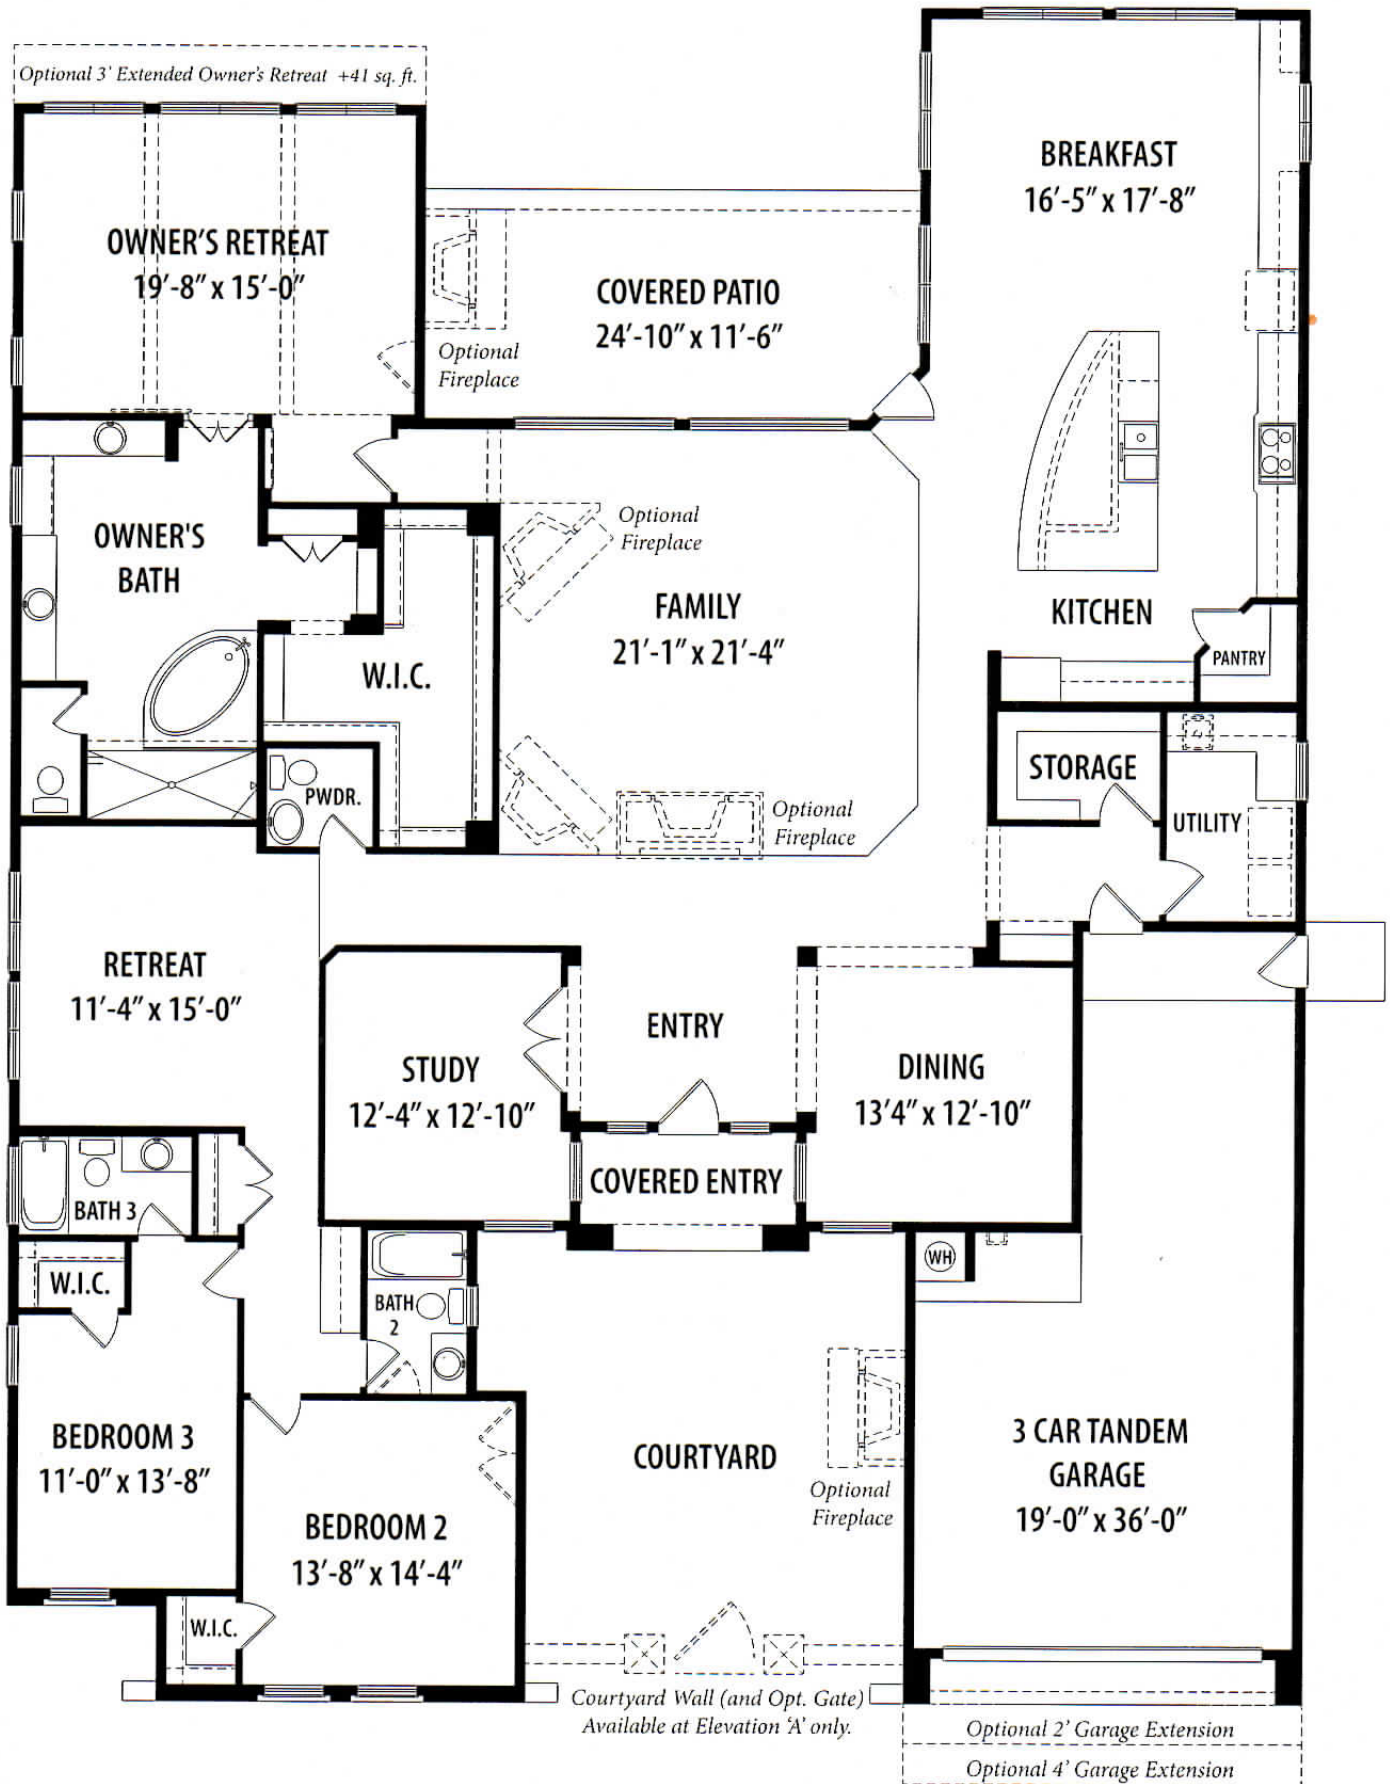 Optional 3' Extended Owner's Retreat +41 sq. ft.
BREAKFAST
16'-5" x 17'-8"
OWNER'S RETREAT
19'-8" x 15'-0"
COVERED PATIO
24'-10" x 11'-6"
Optional
Fireplace
OWNER'S
BATH
Optional
Fireplace
FAMILY
21'-1" x 21'-4"
KITCHEN
PANTRY
W.I.C.
STORAGE
PWDR.
Optional
Fireplace
UTILITY
RETREAT
11'-4" x 15'-0"
ENTRY
STUDY
12'-4" x 12'-10"
DINING
13'4" x 12'-10"
COVERED ENTRY
BATH 3
WH
W.I.C.
BATH
2
BEDROOM 3
11'-0" x 13'-8"
COURTYARD
3 CAR TANDEM
GARAGE
19'-0" x 36'-0"
Optional
Fireplace
BEDROOM 2
13'-8" x 14'-4"
W.I.C.
Courtyard Wall (and Opt. Gate)
Available at Elevation 'A' only.
Optional 2' Garage Extension
Optional 4' Garage Extension